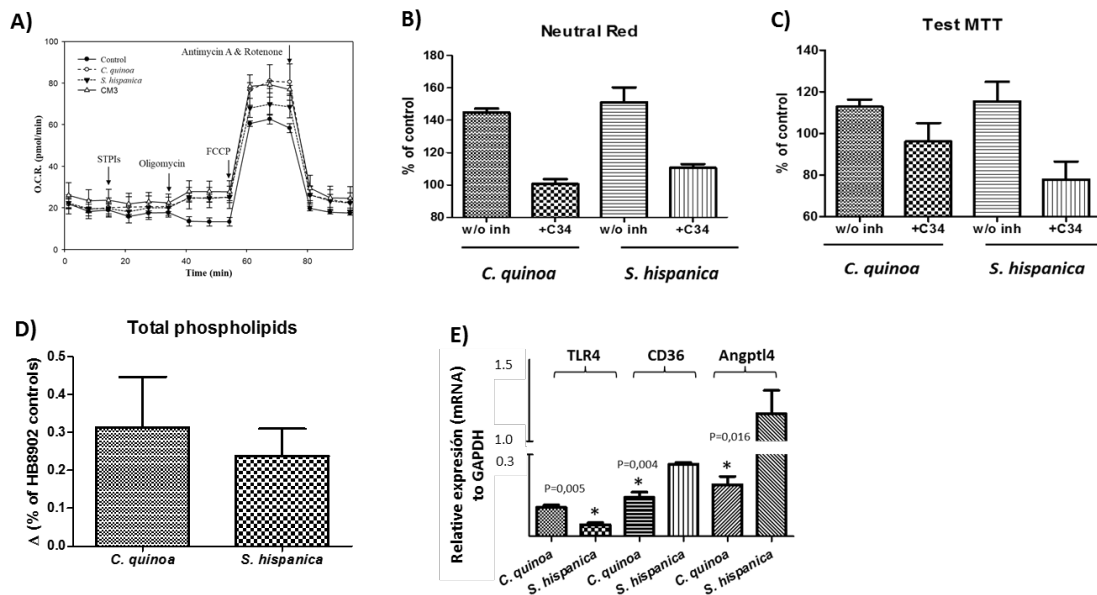 A)
O.C.R. (pmol/min)
100
80
60
40
20
0
Control
C. quinoa
S. hispanica
CM3
Antimycin A & Rotenone
STPIs
Oligomycin
FCCP
0 20 40 60 80
Time (min)
B)
Neutral Red
% of control
160
140
120
100
80
w/o inh +C34 w/o inh +C34
C. quinoa S. hispanica
C)
Test MTT
% of control
140
120
100
80
60
w/o inh +C34 w/o inh +C34
C. quinoa S. hispanica
D)
Total phospholipids
Δ (% of HB8902 controls)
0.5
0.4
0.3
0.2
0.1
0.0
C. quinoa S. hispanica
E)
Relative expresión (mRNA)
to GAPDH
1.5
1.0
0.3
TLR4 CD36 Angptl4
P=0,005
*
P=0,004
*
P=0,016
*
C. quinoa
S. hispanica
C. quinoa
S. hispanica
C. quinoa
S. hispanica